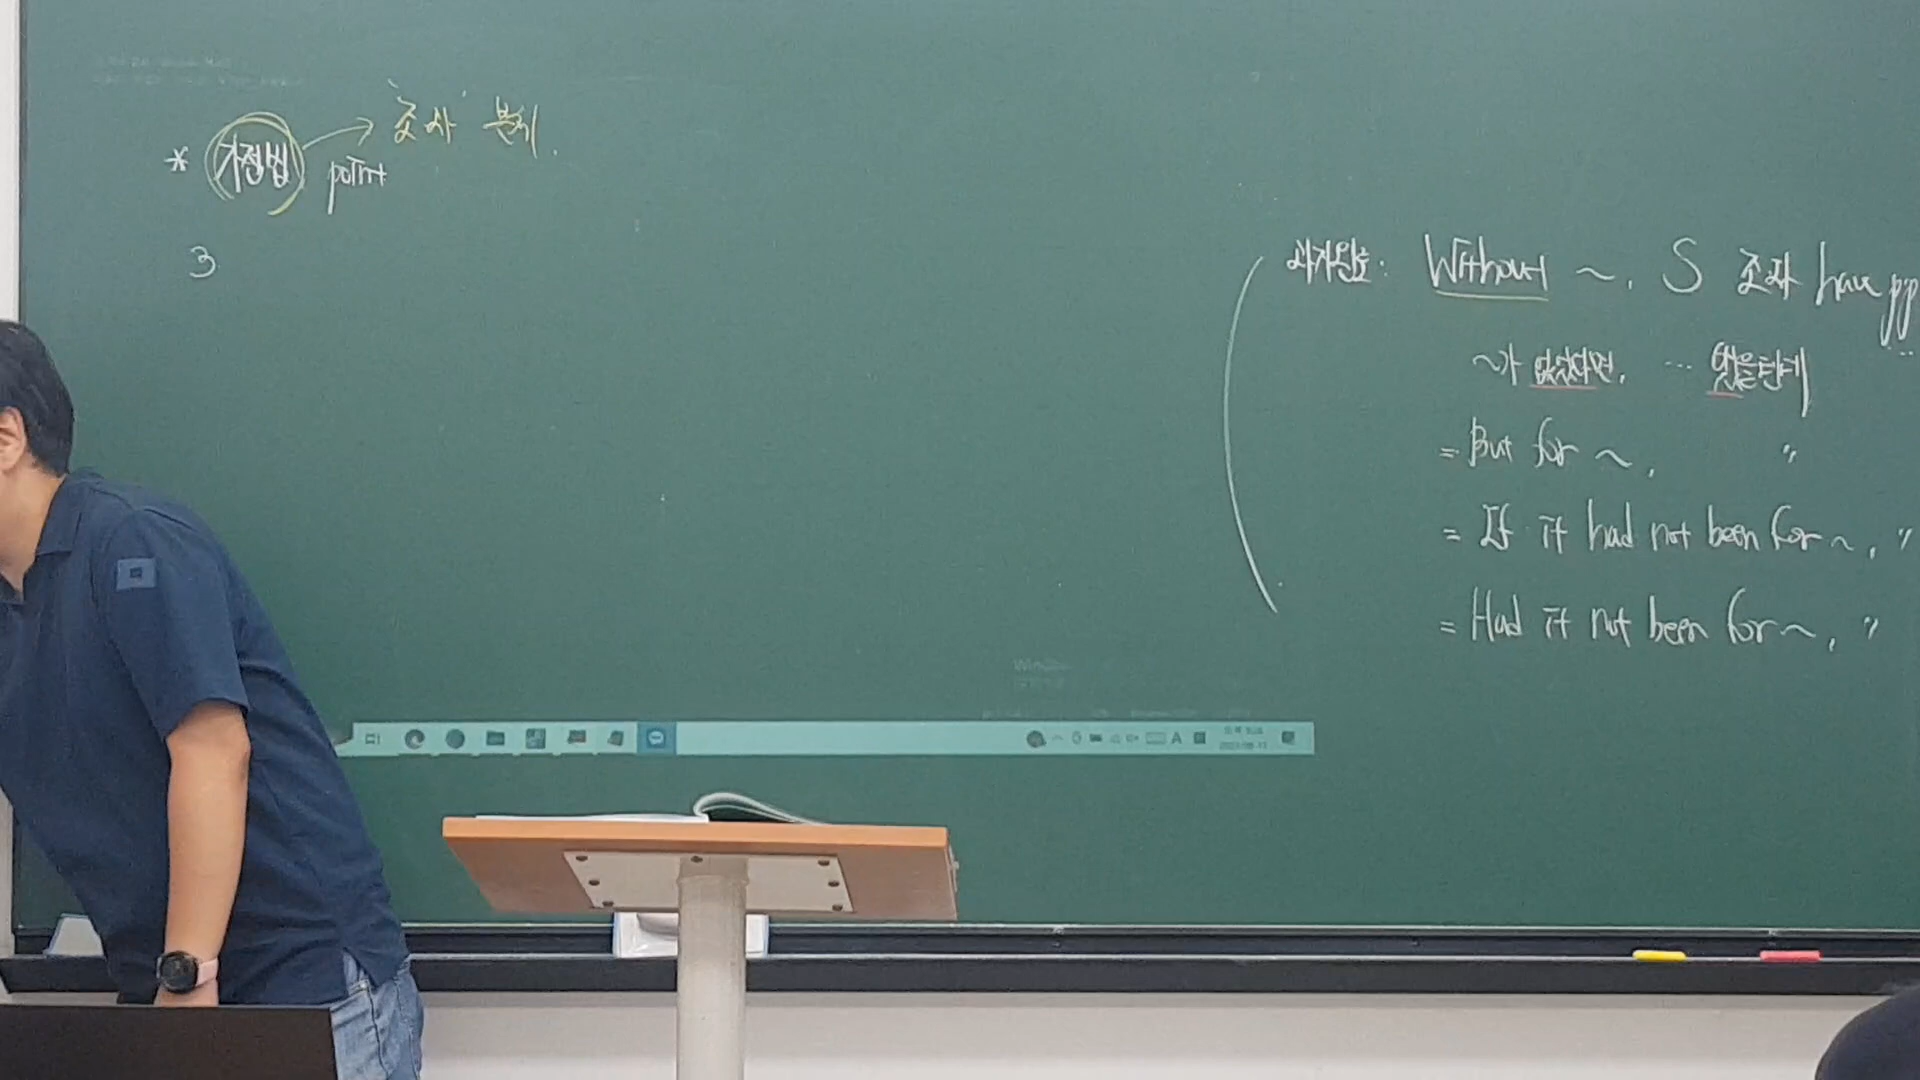 * 가정법 point → '조사' 분리.
3
과거완료: Without ~, S 조좌 have pp
~가 없었다면, … 했을텐데
= But for ~, 〃
= If it had not been for ~, 〃
= Had it not been for ~, 〃
A